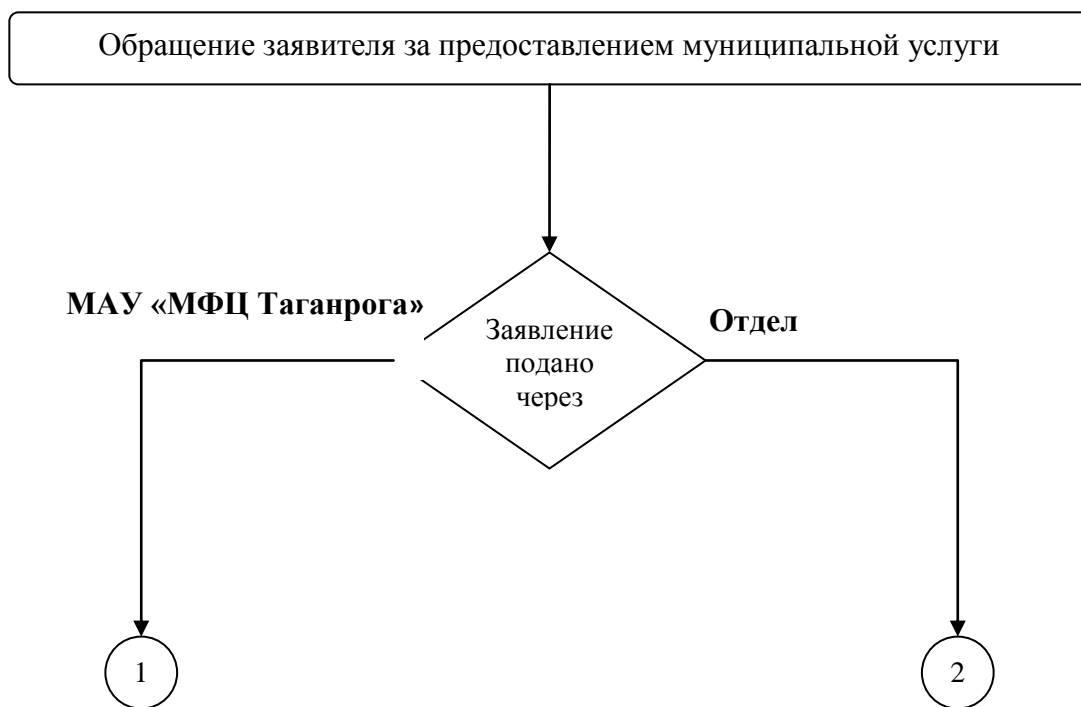 Обращение заявителя за предоставлением муниципальной услуги
МАУ «МФЦ Таганрога»
Отдел
Заявление
подано
через
1
2